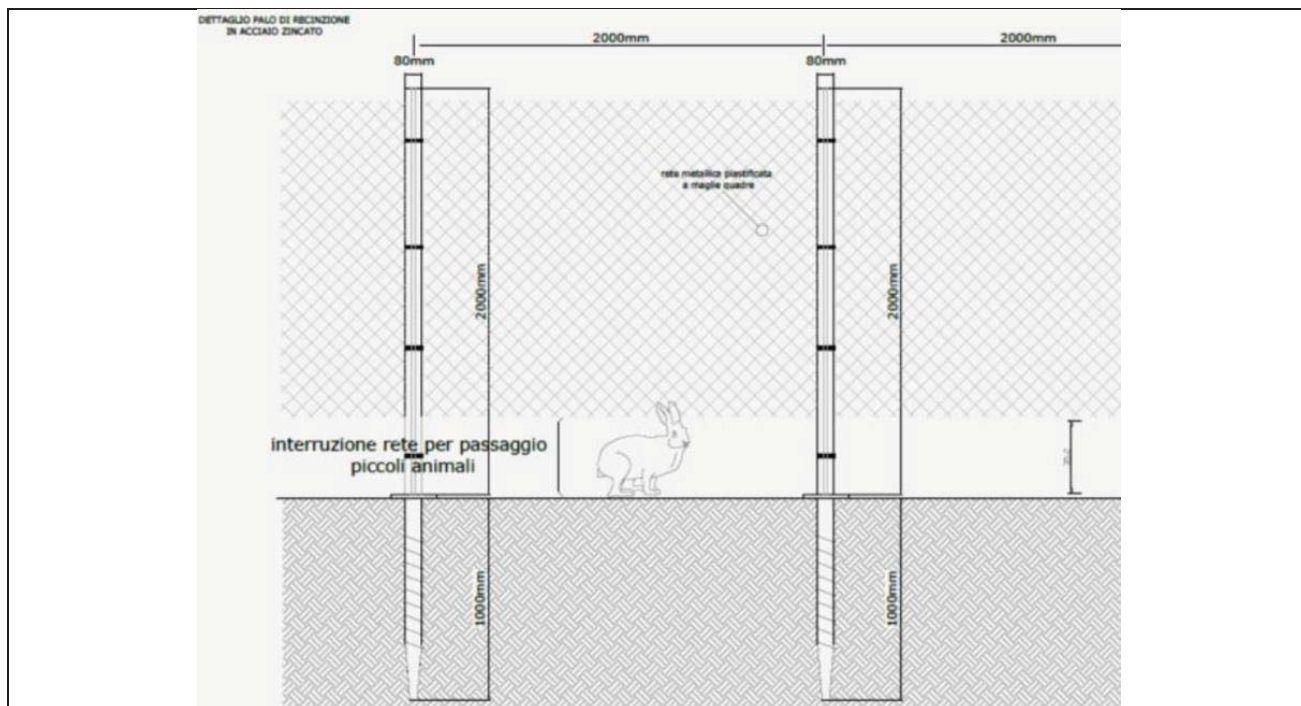 DETTAGLIO PALO DI RECINZIONE
IN ACCIAIO ZINCATO
2000mm
2000mm
80mm
80mm
rete metallica plastificata
a maglie quadre
2000mm
2000mm
interruzione rete per passaggio
piccoli animali
1000mm
1000mm